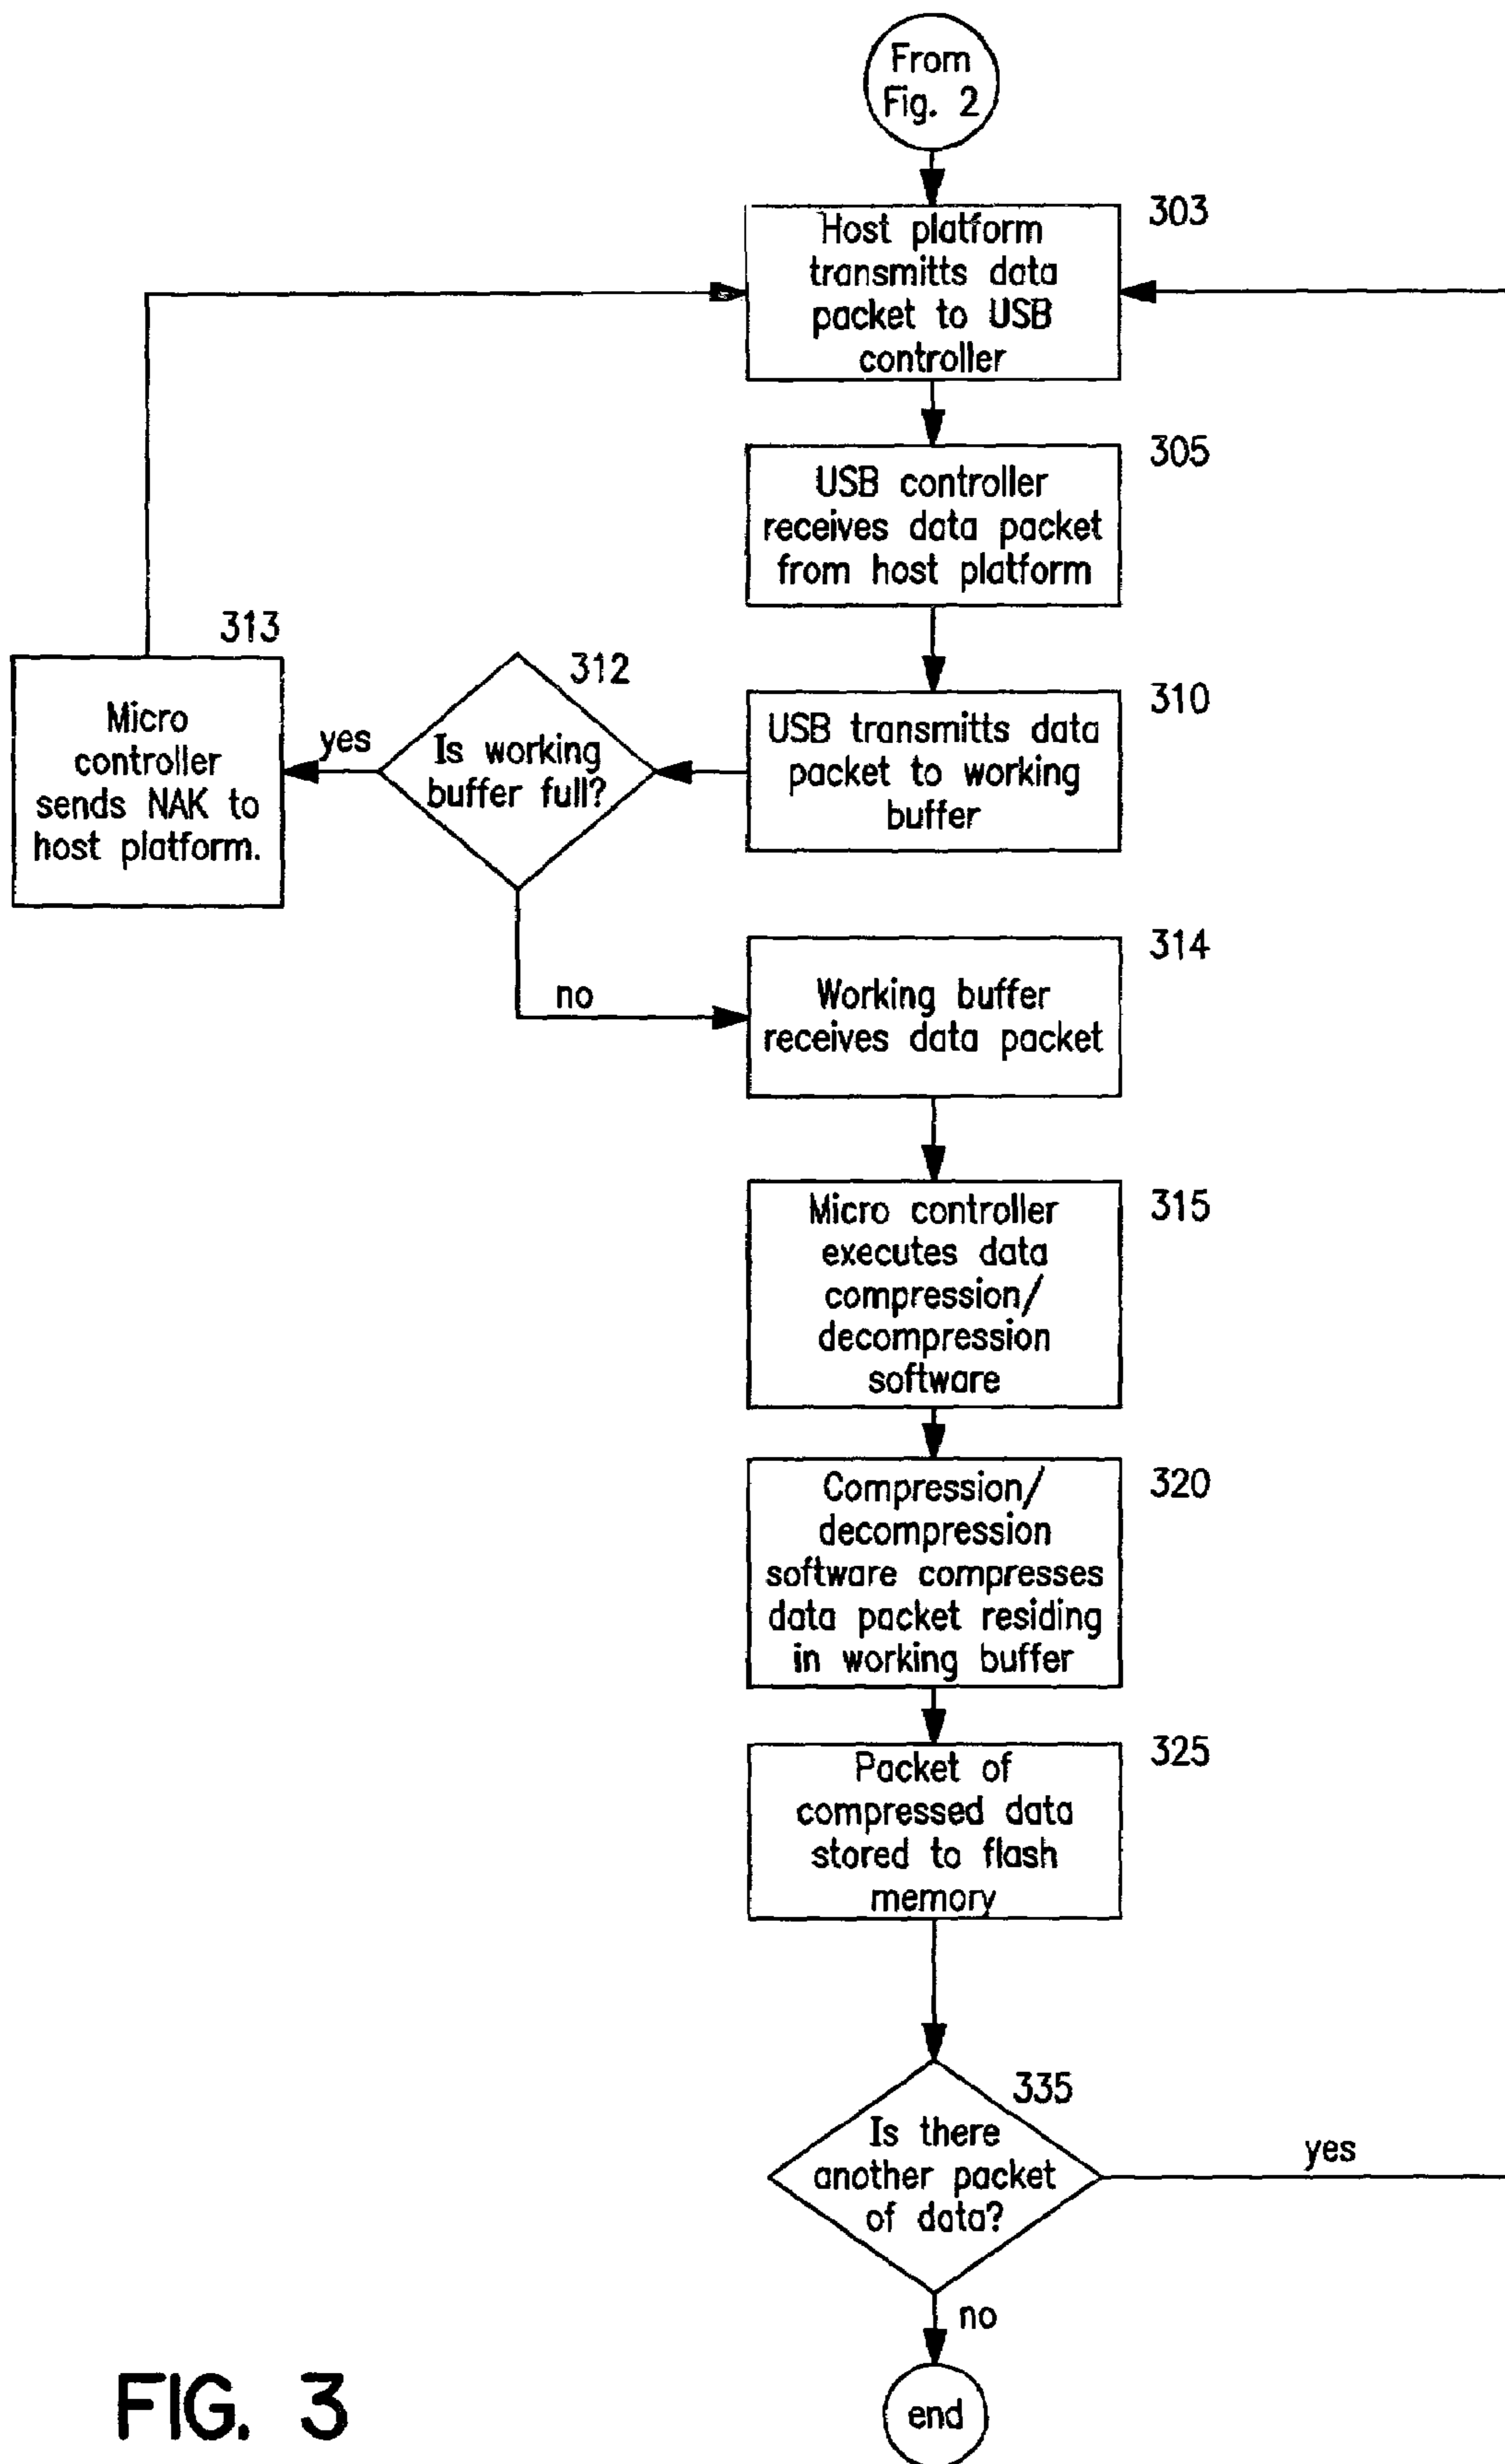 From
Fig. 2
303
Host platform
transmitts data
packet to USB
controller
305
USB controller
receives data packet
from host platform
310
USB transmitts data
packet to working
buffer
312
Is working
buffer full?
yes
313
Micro
controller
sends NAK to
host platform.
no
314
Working buffer
receives data packet
315
Micro controller
executes data
compression/
decompression
software
320
Compression/
decompression
software compresses
data packet residing
in working buffer
325
Packet of
compressed data
stored to flash
memory
335
Is there
another packet
of data?
yes
no
end
FIG. 3